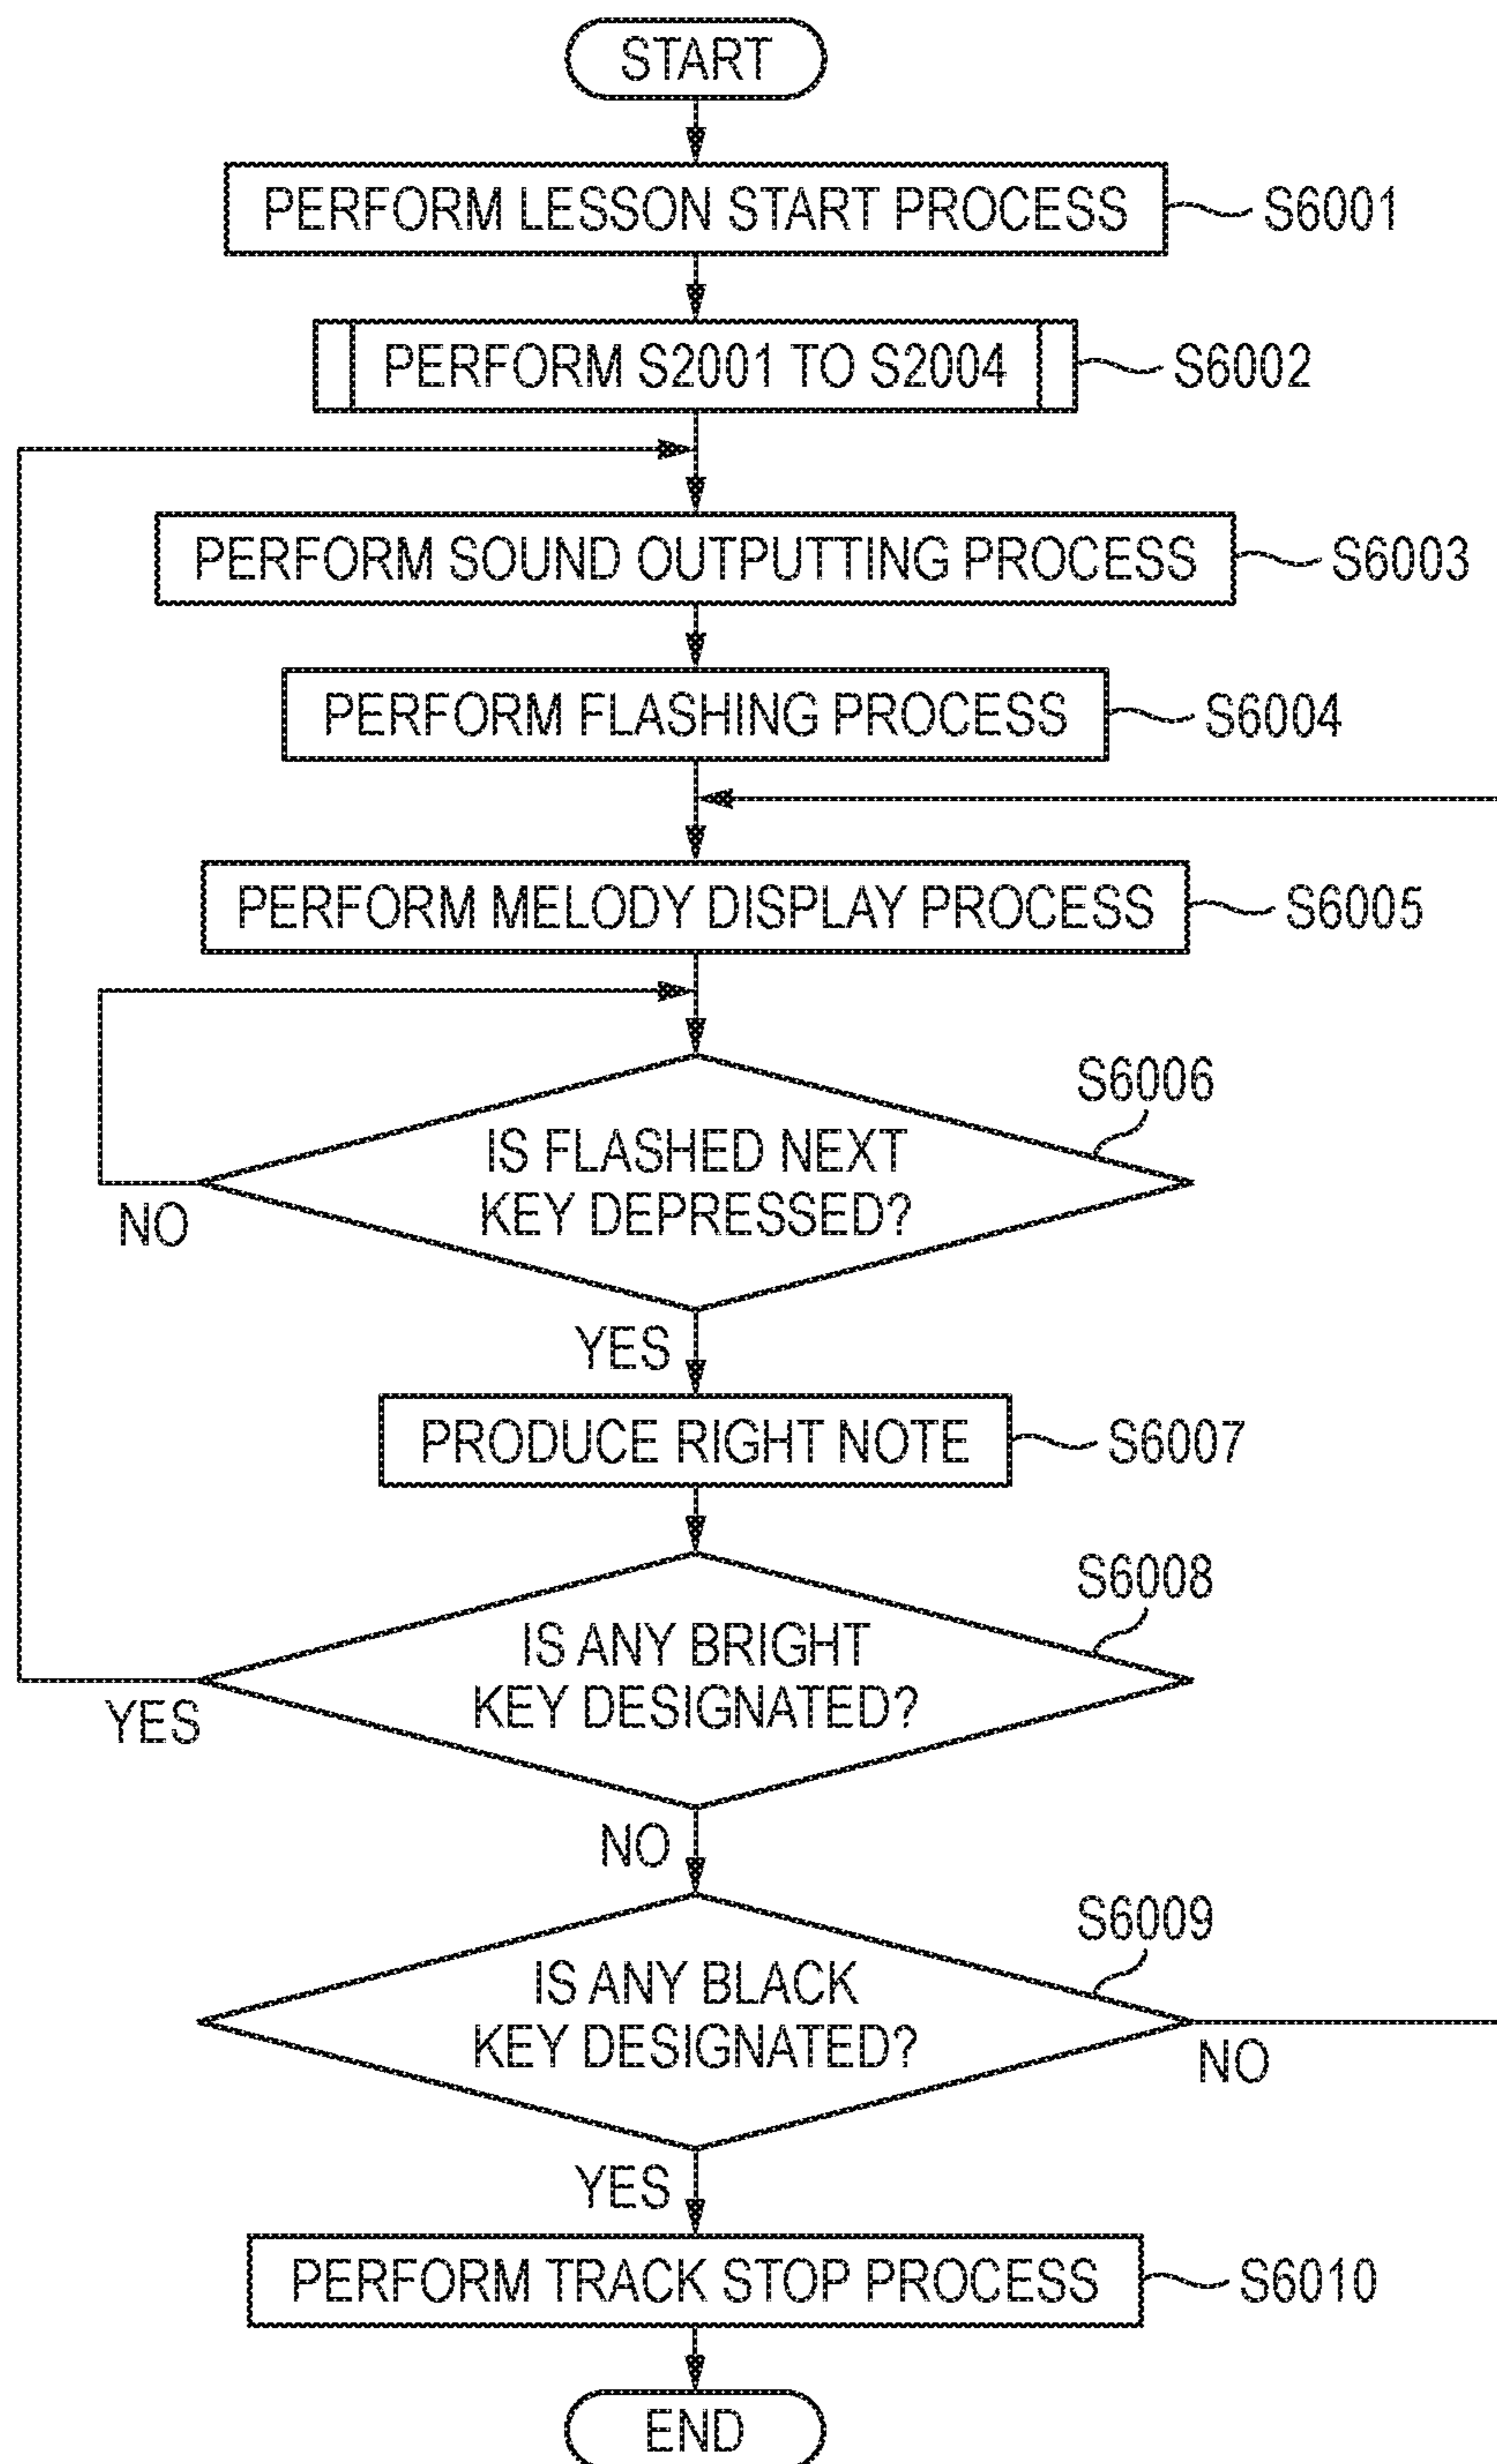 START
PERFORM LESSON START PROCESS
S6001
PERFORM S2001 TO S2004
S6002
PERFORM SOUND OUTPUTTING PROCESS
S6003
PERFORM FLASHING PROCESS
S6004
PERFORM MELODY DISPLAY PROCESS
S6005
S6006
IS FLASHED NEXT
KEY DEPRESSED?
NO
YES
PRODUCE RIGHT NOTE
S6007
S6008
IS ANY BRIGHT
KEY DESIGNATED?
YES
NO
S6009
IS ANY BLACK
KEY DESIGNATED?
NO
YES
PERFORM TRACK STOP PROCESS
S6010
END